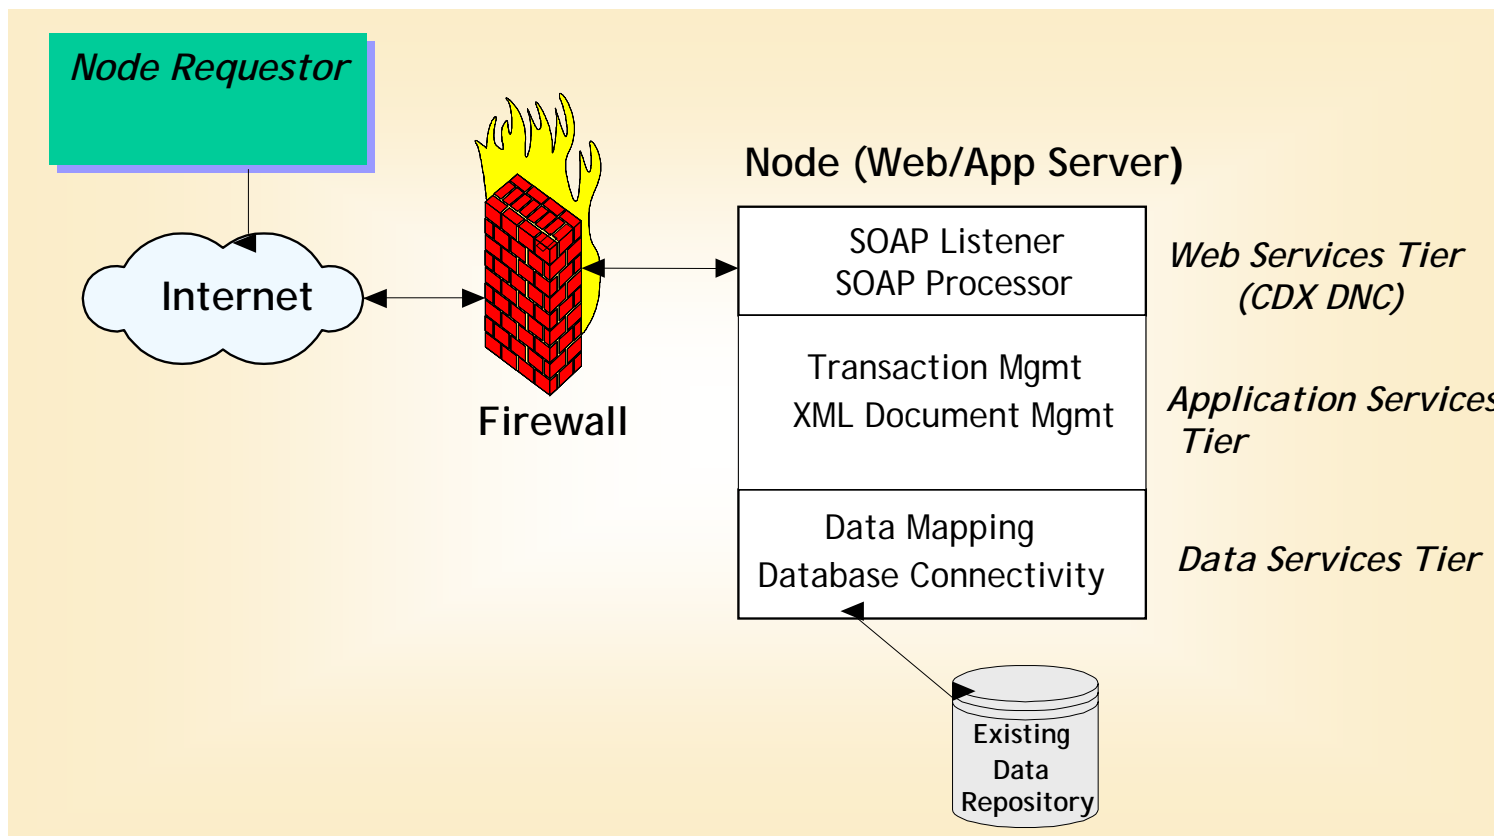 Node Requestor
Internet
Firewall
Node (Web/App Server)
SOAP Listener
SOAP Processor
Web Services Tier
(CDX DNC)
Transaction Mgmt
XML Document Mgmt
Application Services
Tier
Data Mapping
Database Connectivity
Data Services Tier
Existing
Data
Repository